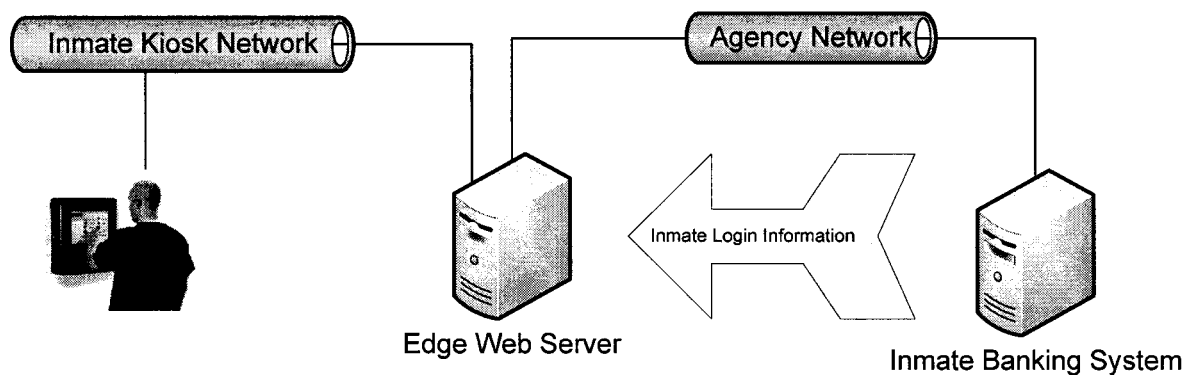 Inmate Kiosk Network
Agency Network
Inmate Login Information
Edge Web Server
Inmate Banking System